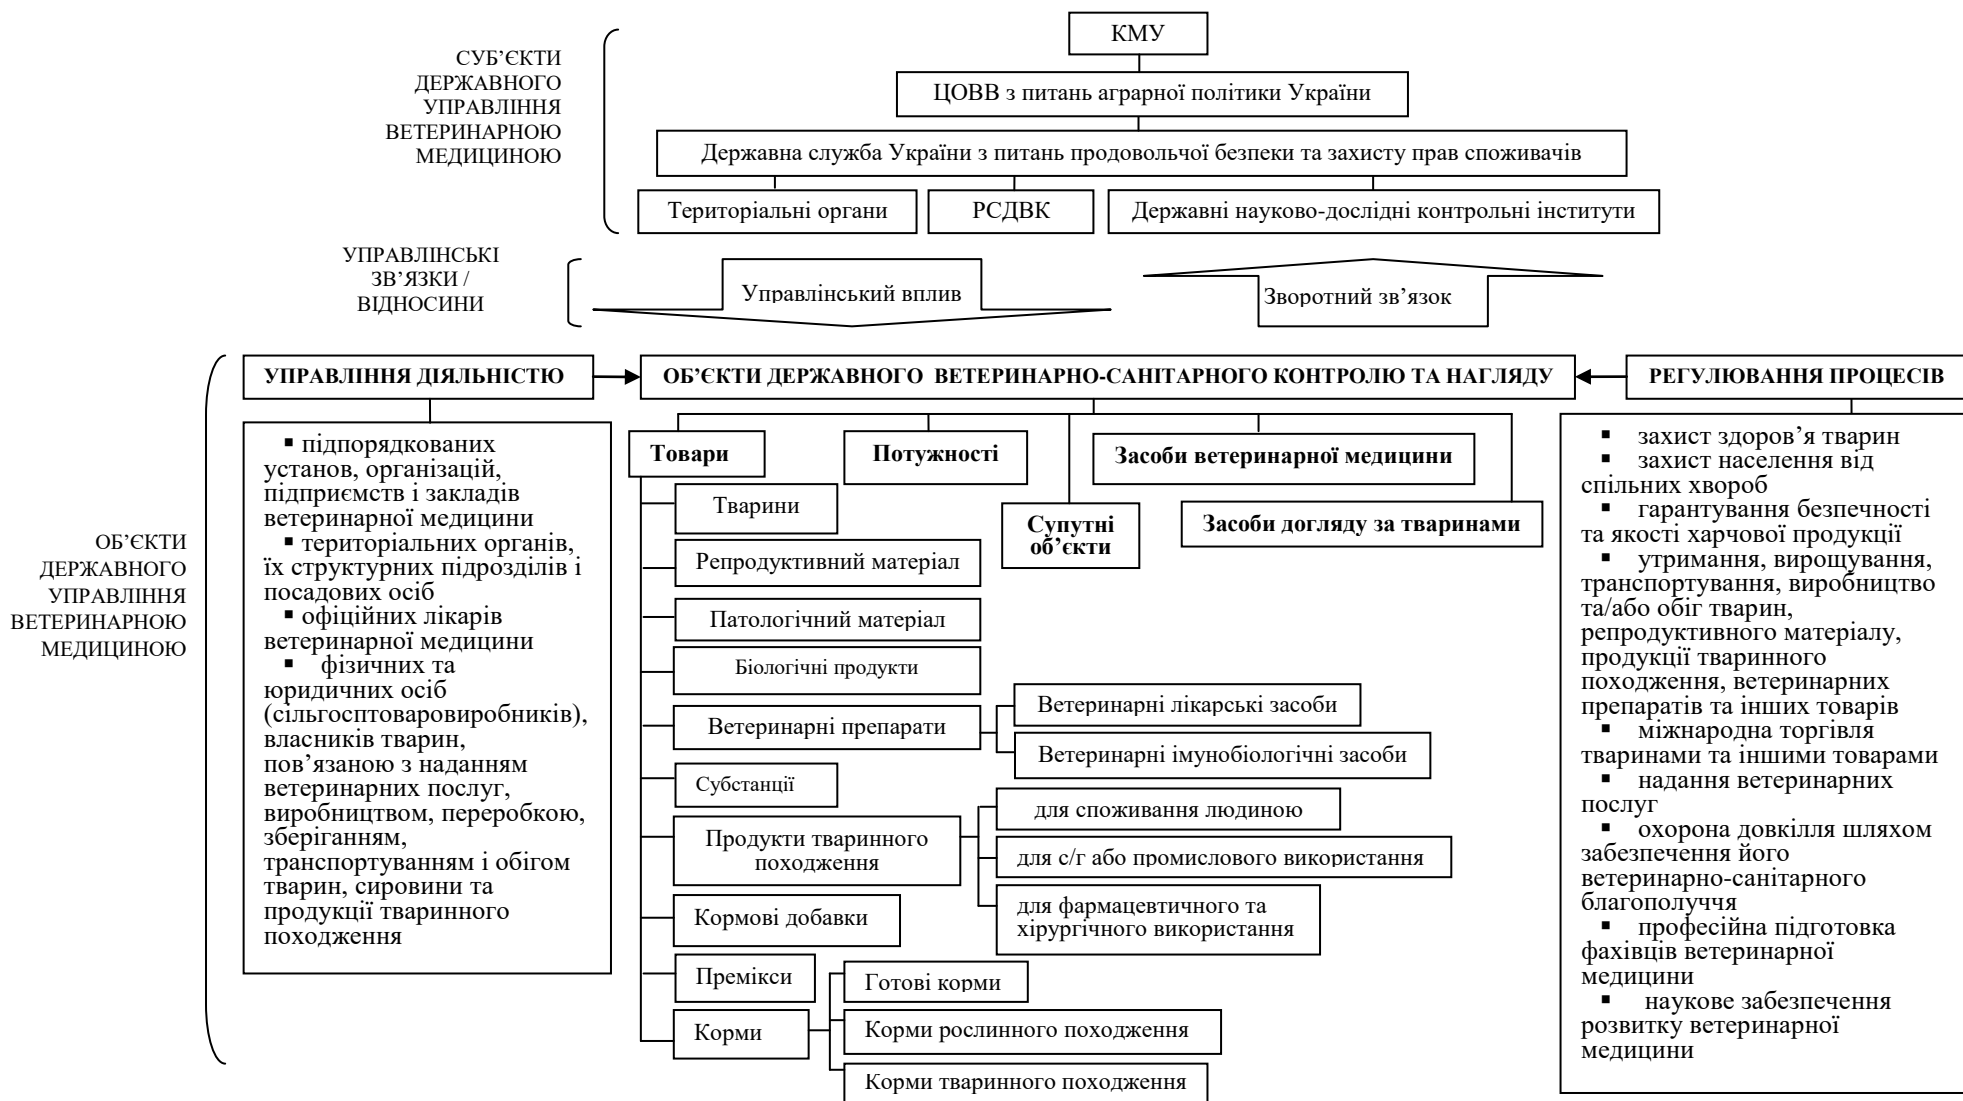 СУБ’ЄКТИ
ДЕРЖАВНОГО
УПРАВЛІННЯ
ВЕТЕРИНАРНОЮ
МЕДИЦИНОЮ
КМУ
ЦОВВ з питань аграрної політики України
Державна служба України з питань продовольчої безпеки та захисту прав споживачів
Територіальні органи
РСДВК
Державні науково-дослідні контрольні інститути
УПРАВЛІНСЬКІ
ЗВ’ЯЗКИ /
ВІДНОСИНИ
Управлінський вплив
Зворотний зв’язок
ОБ’ЄКТИ
ДЕРЖАВНОГО
УПРАВЛІННЯ
ВЕТЕРИНАРНОЮ
МЕДИЦИНОЮ
УПРАВЛІННЯ ДІЯЛЬНІСТЮ
▪ підпорядкованих
установ, організацій,
підприємств і закладів
ветеринарної медицини
▪ територіальних органів,
їх структурних підрозділів і
посадових осіб
▪ офіційних лікарів
ветеринарної медицини
▪ фізичних та
юридичних осіб
(сільгосптоваровиробників),
власників тварин,
пов’язаною з наданням
ветеринарних послуг,
виробництвом, переробкою,
зберіганням,
транспортуванням і обігом
тварин, сировини та
продукції тваринного
походження
ОБ’ЄКТИ ДЕРЖАВНОГО ВЕТЕРИНАРНО-САНІТАРНОГО КОНТРОЛЮ ТА НАГЛЯДУ
Товари
Потужності
Супутні
об’єкти
Засоби ветеринарної медицини
Засоби догляду за тваринами
Тварини
Репродуктивний матеріал
Патологічний матеріал
Біологічні продукти
Ветеринарні препарати
Ветеринарні лікарські засоби
Ветеринарні імунобіологічні засоби
Субстанції
Продукти тваринного
походження
для споживання людиною
для с/г або промислового використання
для фармацевтичного та
хірургічного використання
Кормові добавки
Премікси
Корми
Готові корми
Корми рослинного походження
Корми тваринного походження
РЕГУЛЮВАННЯ ПРОЦЕСІВ
▪ захист здоров’я тварин
▪ захист населення від
спільних хвороб
▪ гарантування безпечності
та якості харчової продукції
▪ утримання, вирощування,
транспортування, виробництво
та/або обіг тварин,
репродуктивного матеріалу,
продукції тваринного
походження, ветеринарних
препаратів та інших товарів
▪ міжнародна торгівля
тваринами та іншими товарами
▪ надання ветеринарних
послуг
▪ охорона довкілля шляхом
забезпечення його
ветеринарно-санітарного
благополуччя
▪ професійна підготовка
фахівців ветеринарної
медицини
▪ наукове забезпечення
розвитку ветеринарної
медицини